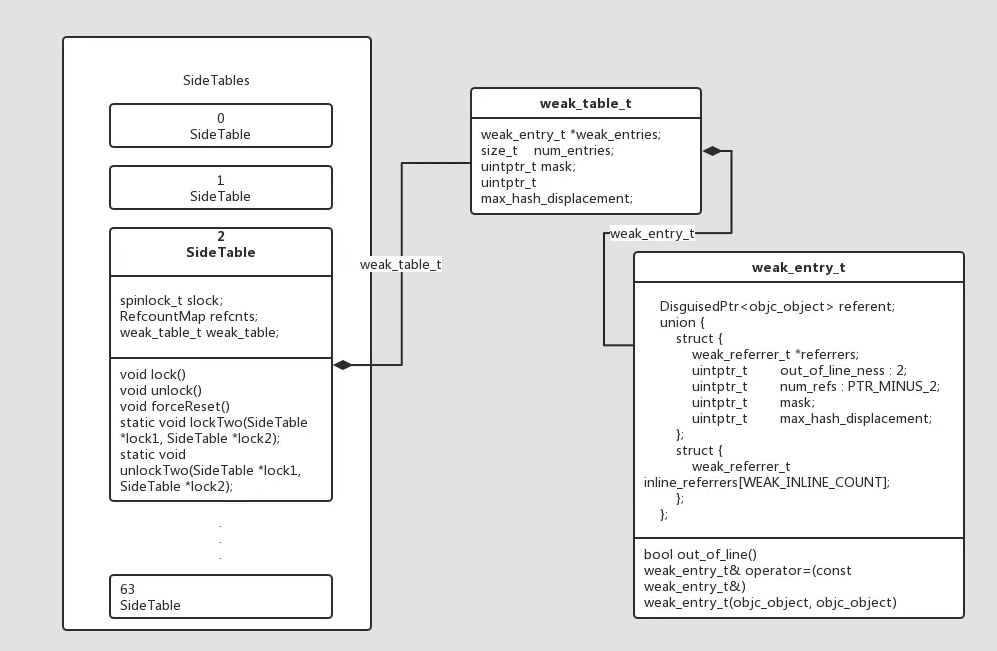 SideTables
0
SideTable
1
SideTable
2
SideTable
spinlock_t slock;
RefcountMap refcnts;
weak_table_t weak_table;
void lock()
void unlock()
void forceReset()
static void lockTwo(SideTable
*lock1, SideTable *lock2);
static void
unlockTwo(SideTable *lock1,
SideTable *lock2);
.
.
.
63
SideTable
weak_table_t
weak_table_t
weak_entry_t *weak_entries;
size_t    num_entries;
uintptr_t mask;
uintptr_t
max_hash_displacement;
weak_entry_t
weak_entry_t
DisguisedPtr<objc_object> referent;
union {
struct {
weak_referrer_t *referrers;
uintptr_t        out_of_line_ness : 2;
uintptr_t        num_refs : PTR_MINUS_2;
uintptr_t        mask;
uintptr_t        max_hash_displacement;
};
struct {
weak_referrer_t
inline_referrers[WEAK_INLINE_COUNT];
};
};
bool out_of_line()
weak_entry_t& operator=(const
weak_entry_t&)
weak_entry_t(objc_object, objc_object)